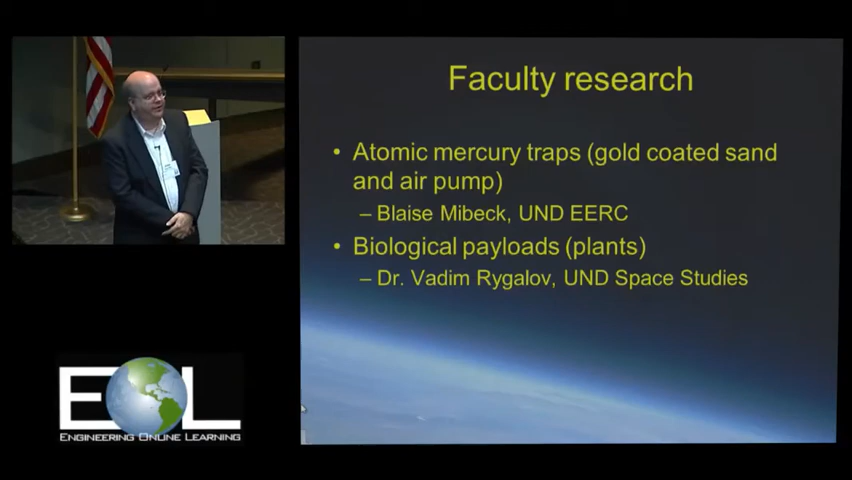 Faculty research
• Atomic mercury traps (gold coated sand
and air pump)
– Blaise Mibeck, UND EERC
• Biological payloads (plants)
– Dr. Vadim Rygalov, UND Space Studies
EOL
ENGINEERING ONLINE LEARNING